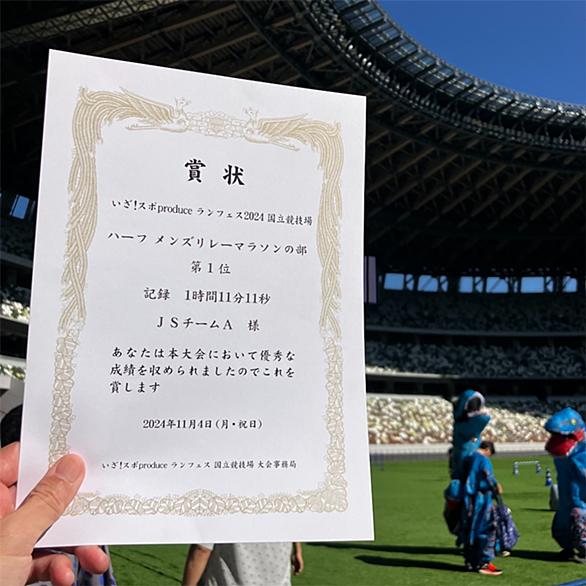 賞状
いざ!スポproduce ランフェス2024 国立競技場
ハーフ メンズリレーマラソンの部
第1位
記録 1時間11分11秒
JSチームA 様
あなたは本大会において優秀な
成績を収められましたのでこれを
賞します
2024年11月4日(月・祝日)
いざ!スポproduce ランフェス 国立競技場 大会事務局